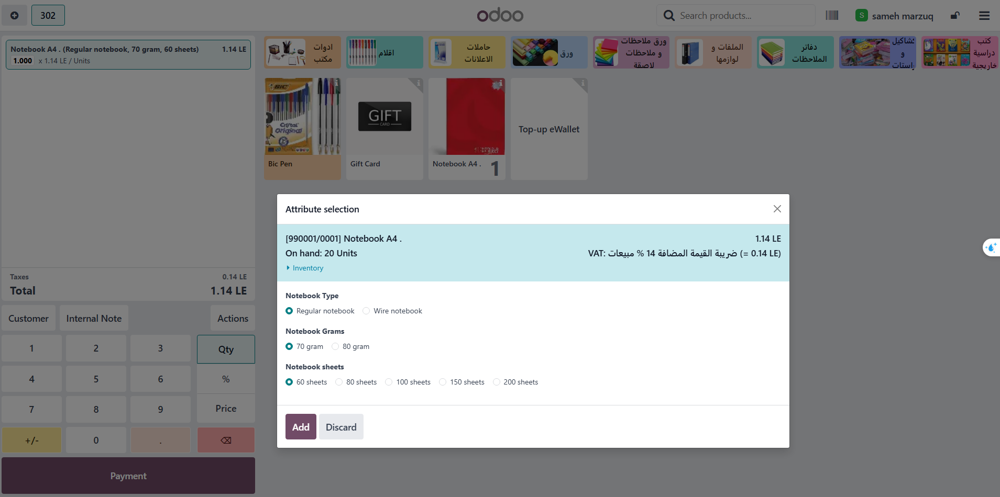 302
odoo
Search products...
S
sameh marzuq
Notebook A4 . (Regular notebook, 70 gram, 60 sheets) 1.14 LE
1.000 x 1.14 LE / Units
ادوات
مكتب
اقلام
حاملات
الاعلانات
ورق
ورق ملاحظات
و ملاحظات
لاصقة
الملفات و
لوازمها
دفاتر
الملاحظات
كشاكيل
و
كتب
دراسية
خارجية
BIC
Cristal
Original
GIFT
CARD
Top-up eWallet
Bic Pen
Gift Card
Notebook A4 .
1
Attribute selection
[990001/0001] Notebook A4 . 1.14 LE
On hand: 20 Units
VAT: ضريبة القيمة المضافة 14 % مبيعات (= 0.14 LE)
Inventory
Notebook Type
Regular notebook
Wire notebook
Notebook Grams
70 gram
80 gram
Notebook sheets
60 sheets
80 sheets
100 sheets
150 sheets
200 sheets
Add
Discard
Taxes 0.14 LE
Total 1.14 LE
Customer
Internal Note
Actions
1
2
3
Qty
4
5
6
%
7
8
9
Price
+/-
0
.
Payment